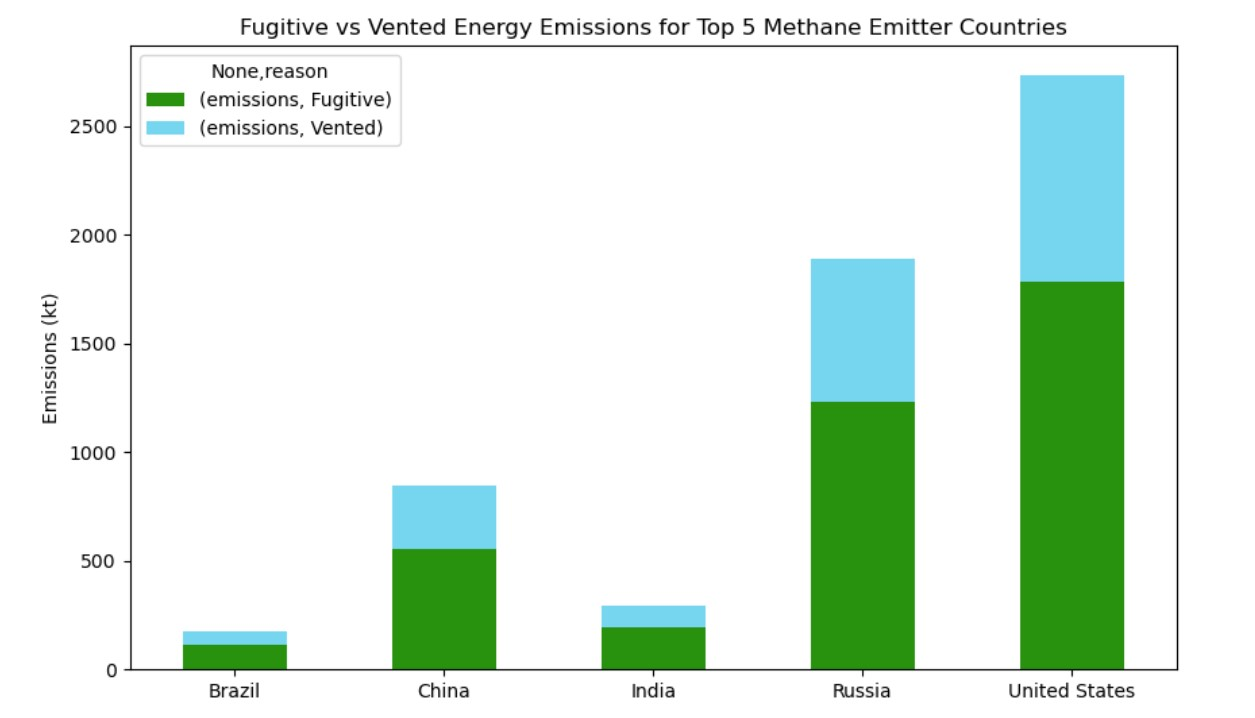 Fugitive vs Vented Energy Emissions for Top 5 Methane Emitter Countries
None,reason
(emissions, Fugitive)
(emissions, Vented)
Emissions (kt)
2500
2000
1500
1000
500
0
Brazil China India Russia United States